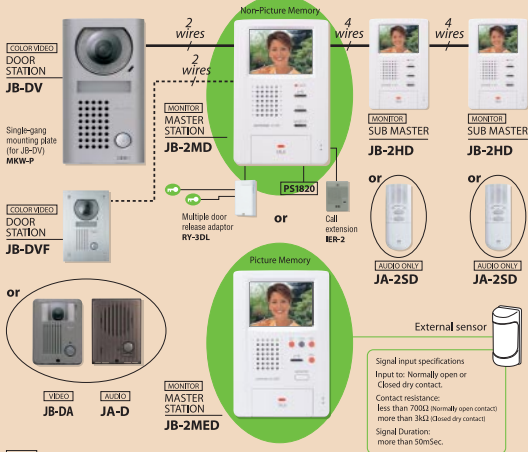 Non-Picture Memory
2
wires
4
wires
4
wires
COLOR VIDEO
DOOR
STATION
JB-DV
2
wires
Single-gang
mounting plate
(for JB-DV)
MKW-P
MONITOR
MASTER
STATION
JB-2MD
MONITOR
SUB MASTER
JB-2HD
MONITOR
SUB MASTER
JB-2HD
PS1820
or
or
COLOR VIDEO
DOOR
STATION
JB-DVF
Multiple door
release adaptor
RY-3DL
or
Call
extension
IER-2
AUDIO ONLY
JA-2SD
AUDIO ONLY
JA-2SD
Picture Memory
or
External sensor
VIDEO
JB-DA
AUDIO
JA-D
MONITOR
MASTER
STATION
JB-2MED
Signal input specifications
Input to: Normally open or
Closed dry contact.
Contact resistance:
less than 700Ω (Normally open contact)
more than 3kΩ (Closed dry contact)
Signal Duration:
more than 50mSec.